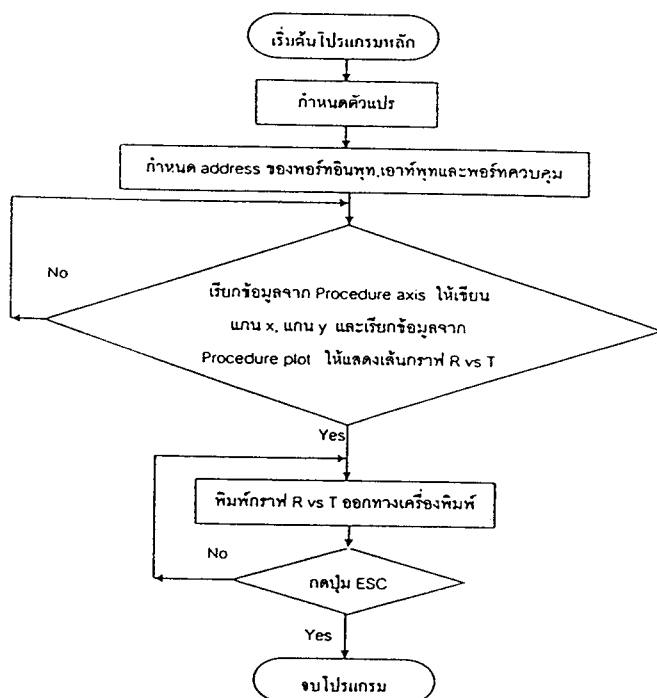 เริ่มต้นโปรแกรมหลัก
กำหนดตัวแปร
กำหนด address ของพอร์ทอินพุท,เอาท์พุทและพอร์ทควบคุม
No
เรียกข้อมูลจาก Procedure axis ให้เขียน
แกน x, แกน y และเรียกข้อมูลจาก
Procedure plot ให้แสดงเส้นกราฟ R vs T
Yes
พิมพ์กราฟ R vs T ออกทางเครื่องพิมพ์
No
กดปุ่ม ESC
Yes
จบโปรแกรม